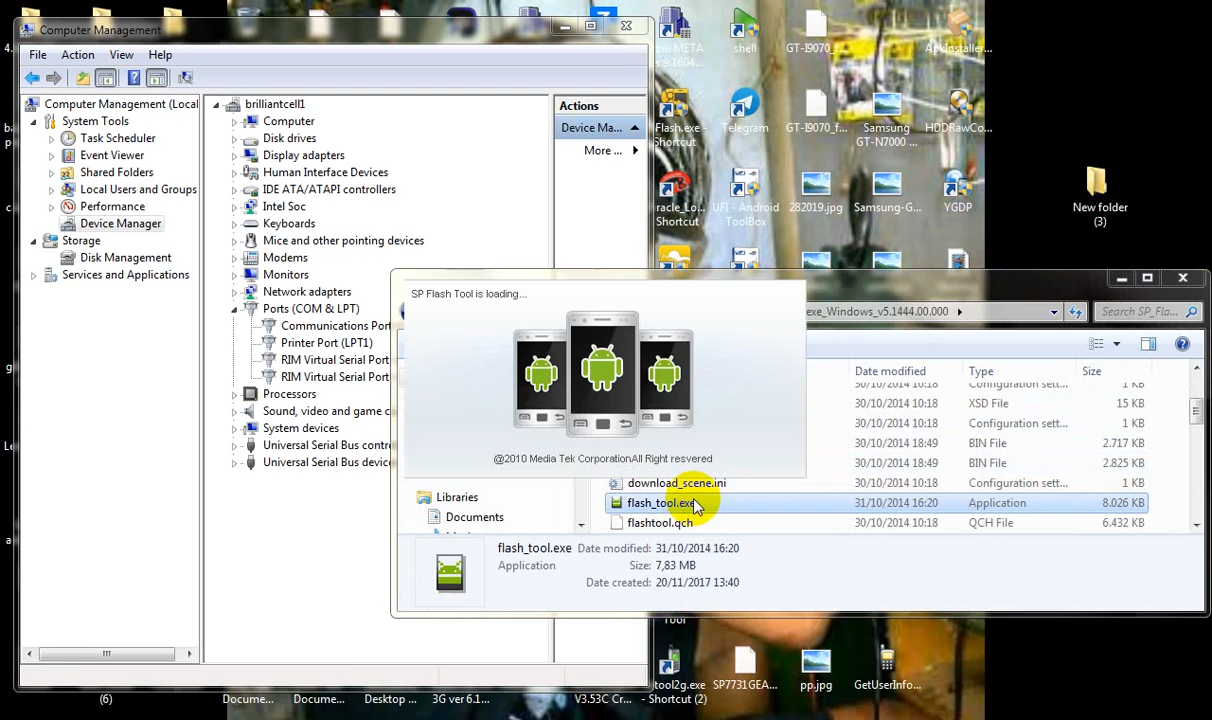 Computer Management
File Action View Help
Computer Management (Local
System Tools
Task Scheduler
Event Viewer
Shared Folders
Local Users and Groups
Performance
Device Manager
Storage
Disk Management
Services and Applications
brilliantcell1
Computer
Disk drives
Display adapters
Human Interface Devices
IDE ATA/ATAPI controllers
Intel Soc
Keyboards
Mice and other pointing devices
Modems
Monitors
Network adapters
Ports (COM & LPT)
Communications Port
Printer Port (LPT1)
RIM Virtual Serial Port
RIM Virtual Serial Port
Processors
Sound, video and game c
System devices
Universal Serial Bus contr
Universal Serial Bus device
Actions
Device Ma...
More ...
shell
GT-I9070_f...
ApkInstaller...
Flash.exe -
Shortcut
Telegram
GT-I9070_f...
Samsung
GT-N7000 ...
HDDRawCo...
Shortcut
UFI - Android
ToolBox
282019.jpg
Samsung-G...
YGDP
New folder
(3)
SP Flash Tool is loading...
@2010 Media Tek CorporationAll Right resvered
exe_Windows_v5.1444.00.000
Search SP_Fla...
Date modified Type Size
30/10/2014 10:18 Configuration sett... 1 KB
30/10/2014 10:18 XSD File 15 KB
30/10/2014 10:18 Configuration sett... 1 KB
30/10/2014 18:49 BIN File 2.717 KB
30/10/2014 18:49 BIN File 2.825 KB
download_scene.ini 30/10/2014 10:18 Configuration sett... 1 KB
flash_tool.exe 31/10/2014 16:20 Application 8.026 KB
flashtool.qch 30/10/2014 10:18 QCH File 6.432 KB
Libraries
Documents
flash_tool.exe Date modified: 31/10/2014 16:20
Application Size: 7,83 MB
Date created: 20/11/2017 13:40
Tool
tool2g.exe
- Shortcut (2)
SP7731GEA...
pp.jpg
GetUserInfo...
(6)
Docume...
Docume...
Desktop ...
3G ver 6.1...
V3.53C Cr...